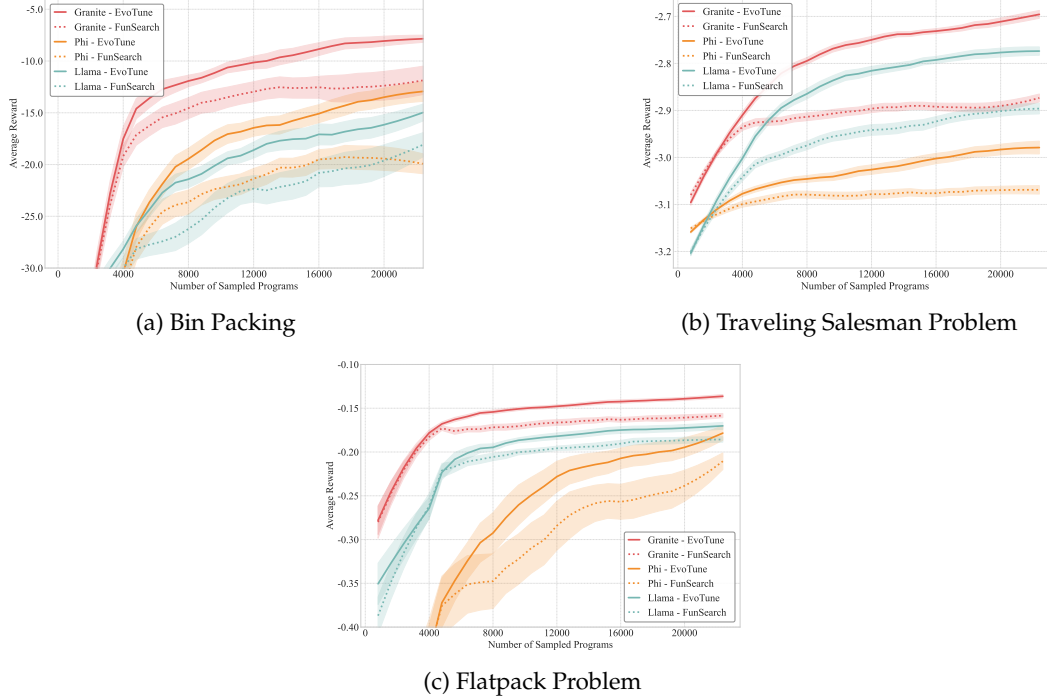 Granite - EvoTune
Granite - FunSearch
Phi - EvoTune
Phi - FunSearch
Llama - EvoTune
Llama - FunSearch
-5.0
-10.0
-15.0
-20.0
-25.0
-30.0
Average Reward
0 4000 8000 12000 16000 20000
Number of Sampled Programs
(a) Bin Packing
Granite - EvoTune
Granite - FunSearch
Phi - EvoTune
Phi - FunSearch
Llama - EvoTune
Llama - FunSearch
-2.7
-2.8
-2.9
-3.0
-3.1
-3.2
Average Reward
0 4000 8000 12000 16000 20000
Number of Sampled Programs
(b) Traveling Salesman Problem
-0.10
-0.15
-0.20
-0.25
-0.30
-0.35
-0.40
Average Reward
Granite - EvoTune
Granite - FunSearch
Phi - EvoTune
Phi - FunSearch
Llama - EvoTune
Llama - FunSearch
0 4000 8000 12000 16000 20000
Number of Sampled Programs
(c) Flatpack Problem